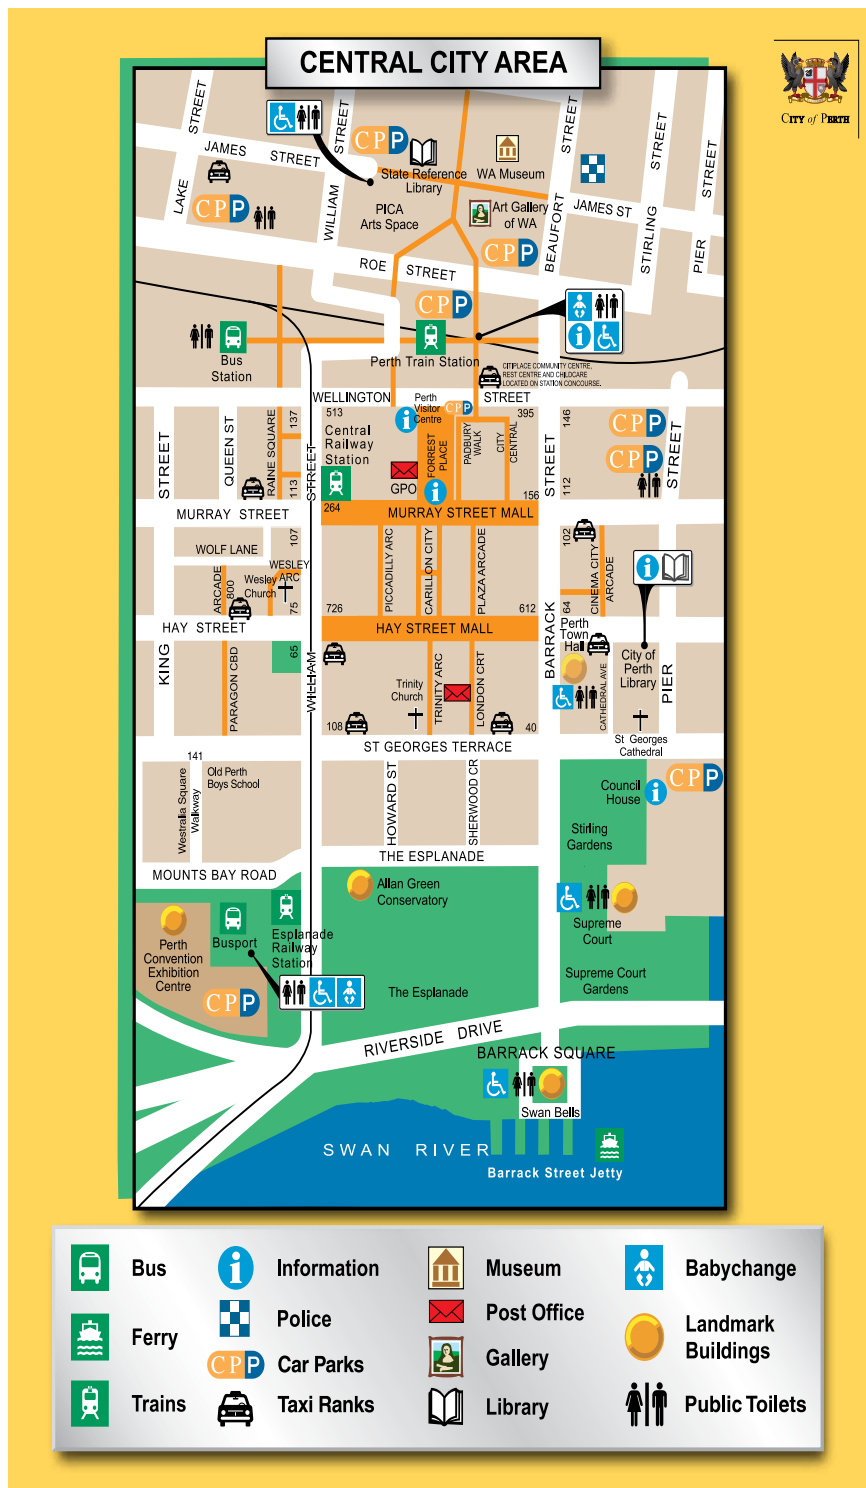 CENTRAL CITY AREA
CITY of PERTH
STREET
STREET
STREET
STREET
STREET
JAMES STREET
CPP
State Reference
Library
WA Museum
LAKE
CPP
WILLIAM
PICA
Arts Space
Art Gallery
of WA
JAMES ST
BEAUFORT
STIRLING
PIER
CPP
ROE STREET
CPP
Bus
Station
Perth Train Station
CITIPLACE COMMUNITY CENTRE,
REST CENTRE AND CHILDCARE
LOCATED ON STATION CONCOURSE.
WELLINGTON STREET
Perth
Visitor
Centre
CPP
513
395
146
137
CPP
CPP
STREET
QUEEN ST
RAINE SQUARE
STREET
Central
Railway
Station
FORREST
PLACE
PADBURY
WALK
CITY
CENTRAL
STREET
STREET
113
GPO
112
264
156
MURRAY STREET
MURRAY STREET MALL
107
102
WOLF LANE
WESLEY
ARC
Wesley
Church
ARCADE
800
PICCADILLY ARC
CARILLON CITY
PLAZA ARCADE
CINEMA CITY
ARCADE
75
726
612
64
HAY STREET
HAY STREET MALL
BARRACK
Perth
Town
Hall
City of
Perth
Library
KING
PARAGON CBD
65
WILLIAM
Trinity
Church
TRINITY ARC
LONDON CRT
CATHEDRAL AVE
PIER
108
40
St Georges
Cathedral
ST GEORGES TERRACE
141
Old Perth
Boys School
Westralia Square
Walkway
HOWARD ST
SHERWOOD CR
Council
House
CPP
Stirling
Gardens
THE ESPLANADE
MOUNTS BAY ROAD
Allan Green
Conservatory
Busport
Esplanade
Railway
Station
Perth
Convention
Exhibition
Centre
CPP
Supreme
Court
Supreme Court
Gardens
The Esplanade
RIVERSIDE DRIVE
BARRACK SQUARE
Swan Bells
SWAN RIVER
Barrack Street Jetty
Bus
Information
Museum
Babychange
Police
Post Office
Ferry
Landmark
Buildings
CPP
Car Parks
Gallery
Trains
Taxi Ranks
Library
Public Toilets